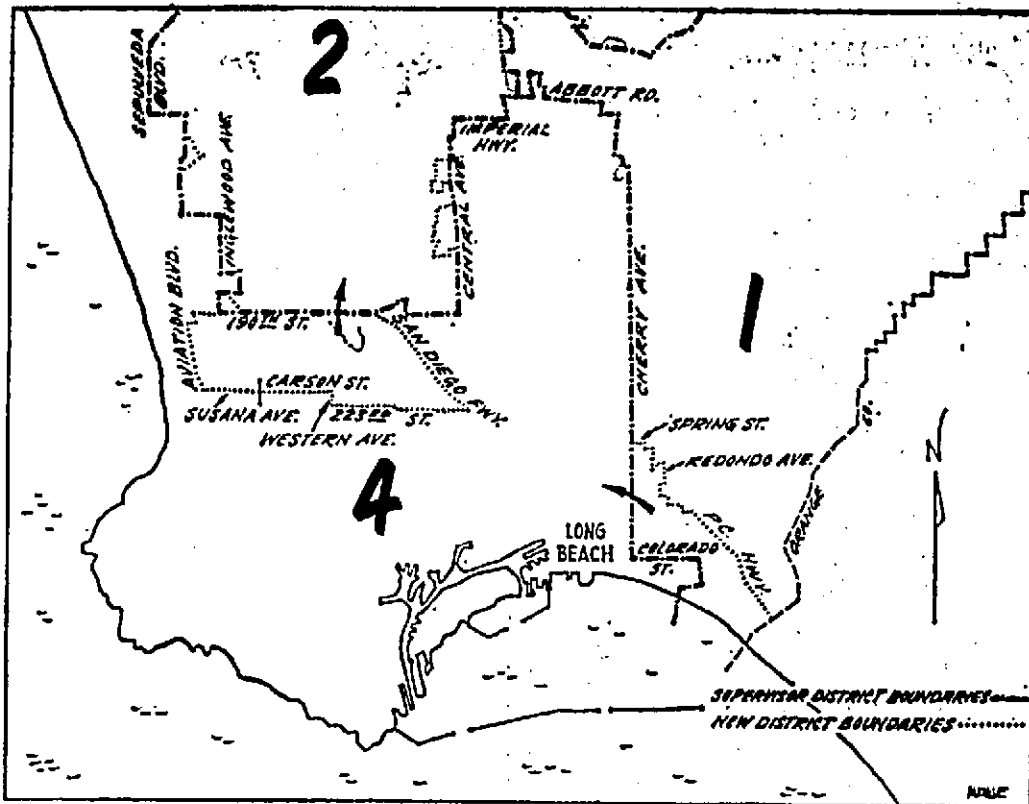 SEPULVEDA
BLVD.
2
ABBOTT RD.
IMPERIAL
HWY.
INGLEWOOD AVE.
CENTRAL AVE.
AVIATION BLVD.
190TH ST.
SAN DIEGO FWY.
CHERRY AVE.
1
CARSON ST.
SUSANA AVE.
223RD ST.
WESTERN AVE.
SPRING ST.
REDONDO AVE.
4
N
LONG
BEACH
COLORADO
ST.
P.C. HWY.
ORANGE CO.
SUPERVISOR DISTRICT BOUNDARIES
NEW DISTRICT BOUNDARIES